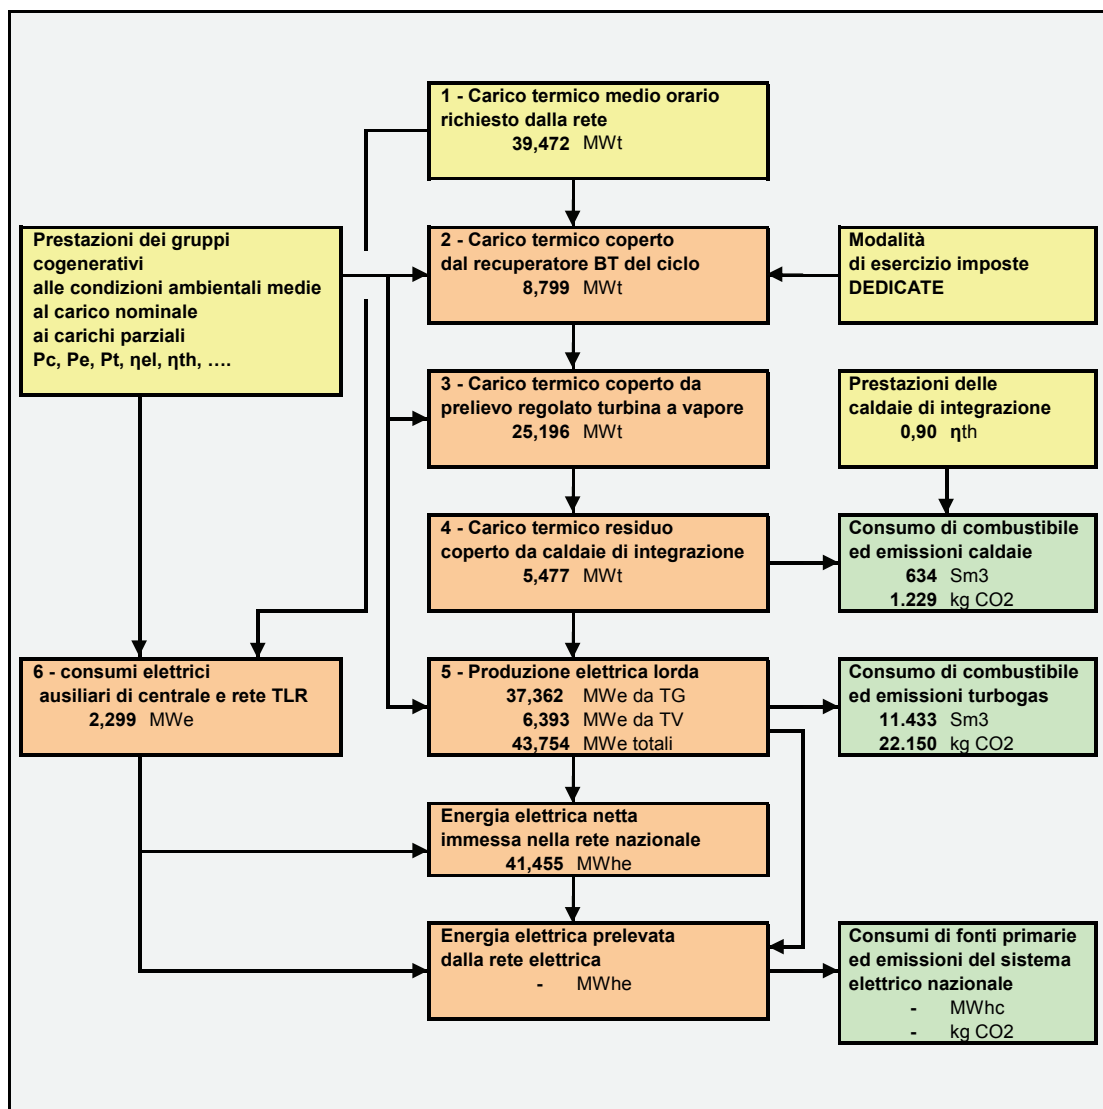 1 - Carico termico medio orario
richiesto dalla rete
39,472 MWt
Prestazioni dei gruppi
cogenerativi
alle condizioni ambientali medie
al carico nominale
ai carichi parziali
Pc, Pe, Pt, ηel, ηth, ....
2 - Carico termico coperto
dal recuperatore BT del ciclo
8,799 MWt
Modalità
di esercizio imposte
DEDICATE
3 - Carico termico coperto da
prelievo regolato turbina a vapore
25,196 MWt
Prestazioni delle
caldaie di integrazione
0,90 ηth
4 - Carico termico residuo
coperto da caldaie di integrazione
5,477 MWt
Consumo di combustibile
ed emissioni caldaie
634 Sm3
1.229 kg CO2
6 - consumi elettrici
ausiliari di centrale e rete TLR
2,299 MWe
5 - Produzione elettrica lorda
37,362 MWe da TG
6,393 MWe da TV
43,754 MWe totali
Consumo di combustibile
ed emissioni turbogas
11.433 Sm3
22.150 kg CO2
Energia elettrica netta
immessa nella rete nazionale
41,455 MWhe
Energia elettrica prelevata
dalla rete elettrica
- MWhe
Consumi di fonti primarie
ed emissioni del sistema
elettrico nazionale
- MWhc
- kg CO2